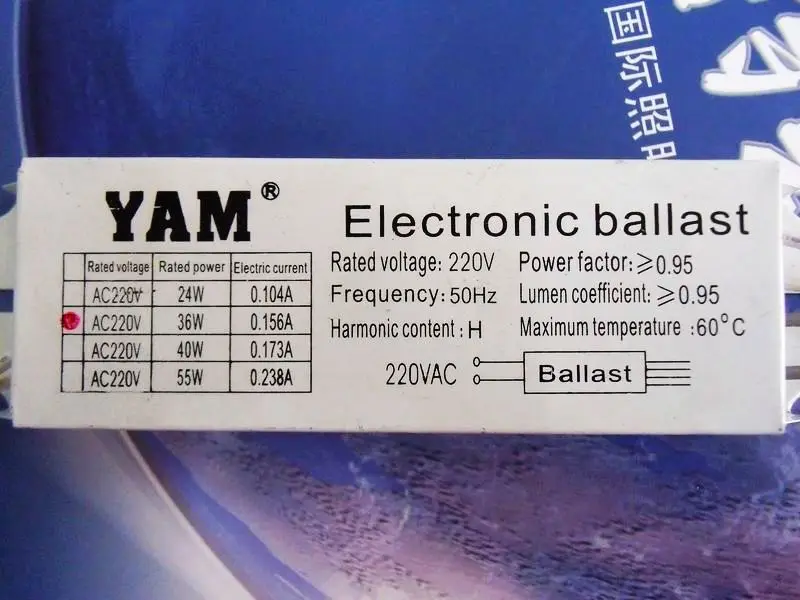 国际照
YAM®
Electronic ballast
Rated voltage Rated power Electric current
AC220V 24W 0.104A
AC220V 36W 0.156A
AC220V 40W 0.173A
AC220V 55W 0.238A
Rated voltage: 220V Power factor: ≥0.95
Frequency: 50Hz Lumen coefficient: ≥0.95
Harmonic content: H Maximum temperature :60°C
220VAC Ballast